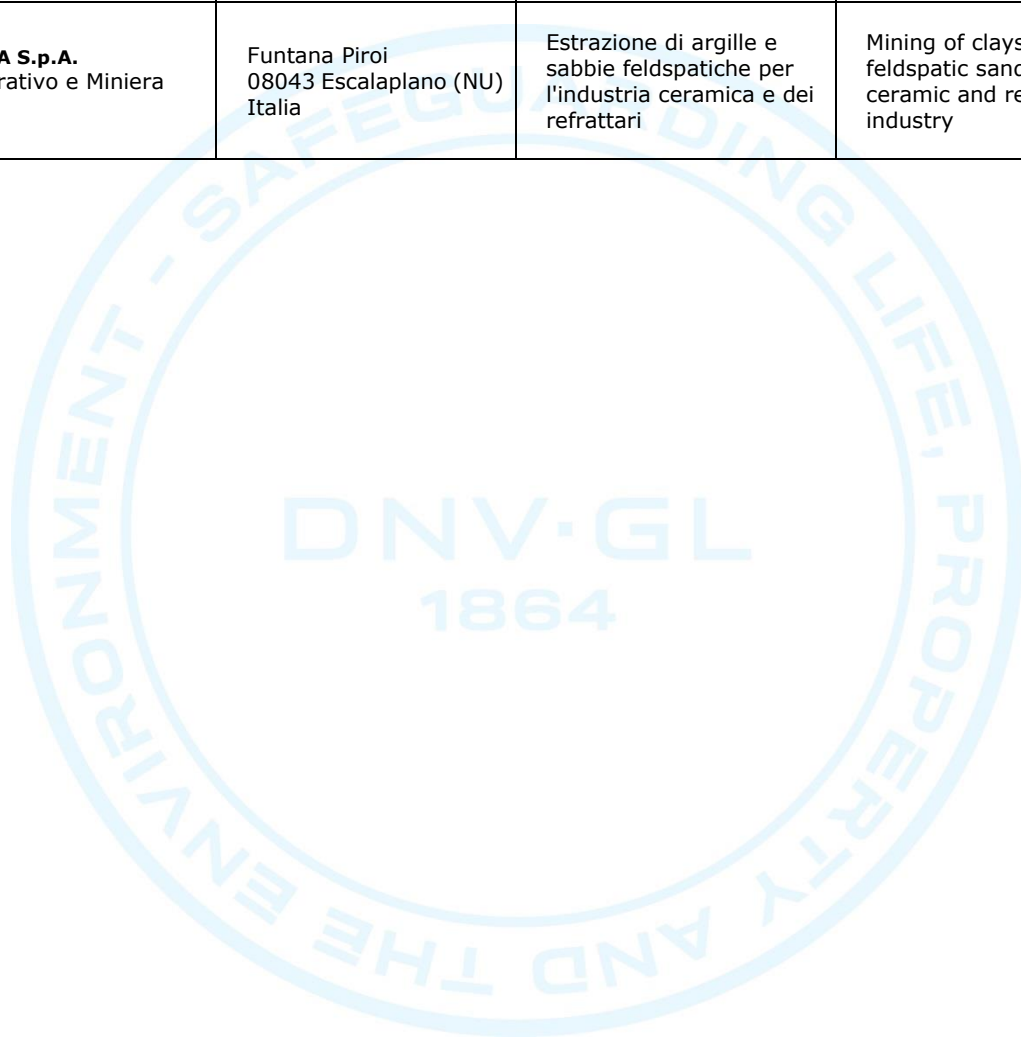 A S.p.A.
rativo e Miniera
Funtana Piroi
08043 Escalaplano (NU)
Italia
Estrazione di argille e
sabbie feldspatiche per
l'industria ceramica e dei
refrattari
Mining of clays
feldspatic sand
ceramic and re
industry
SAFEGUARDING LIFE, PROPERTY AND THE ENVIRONMENT -
DNV·GL
1864